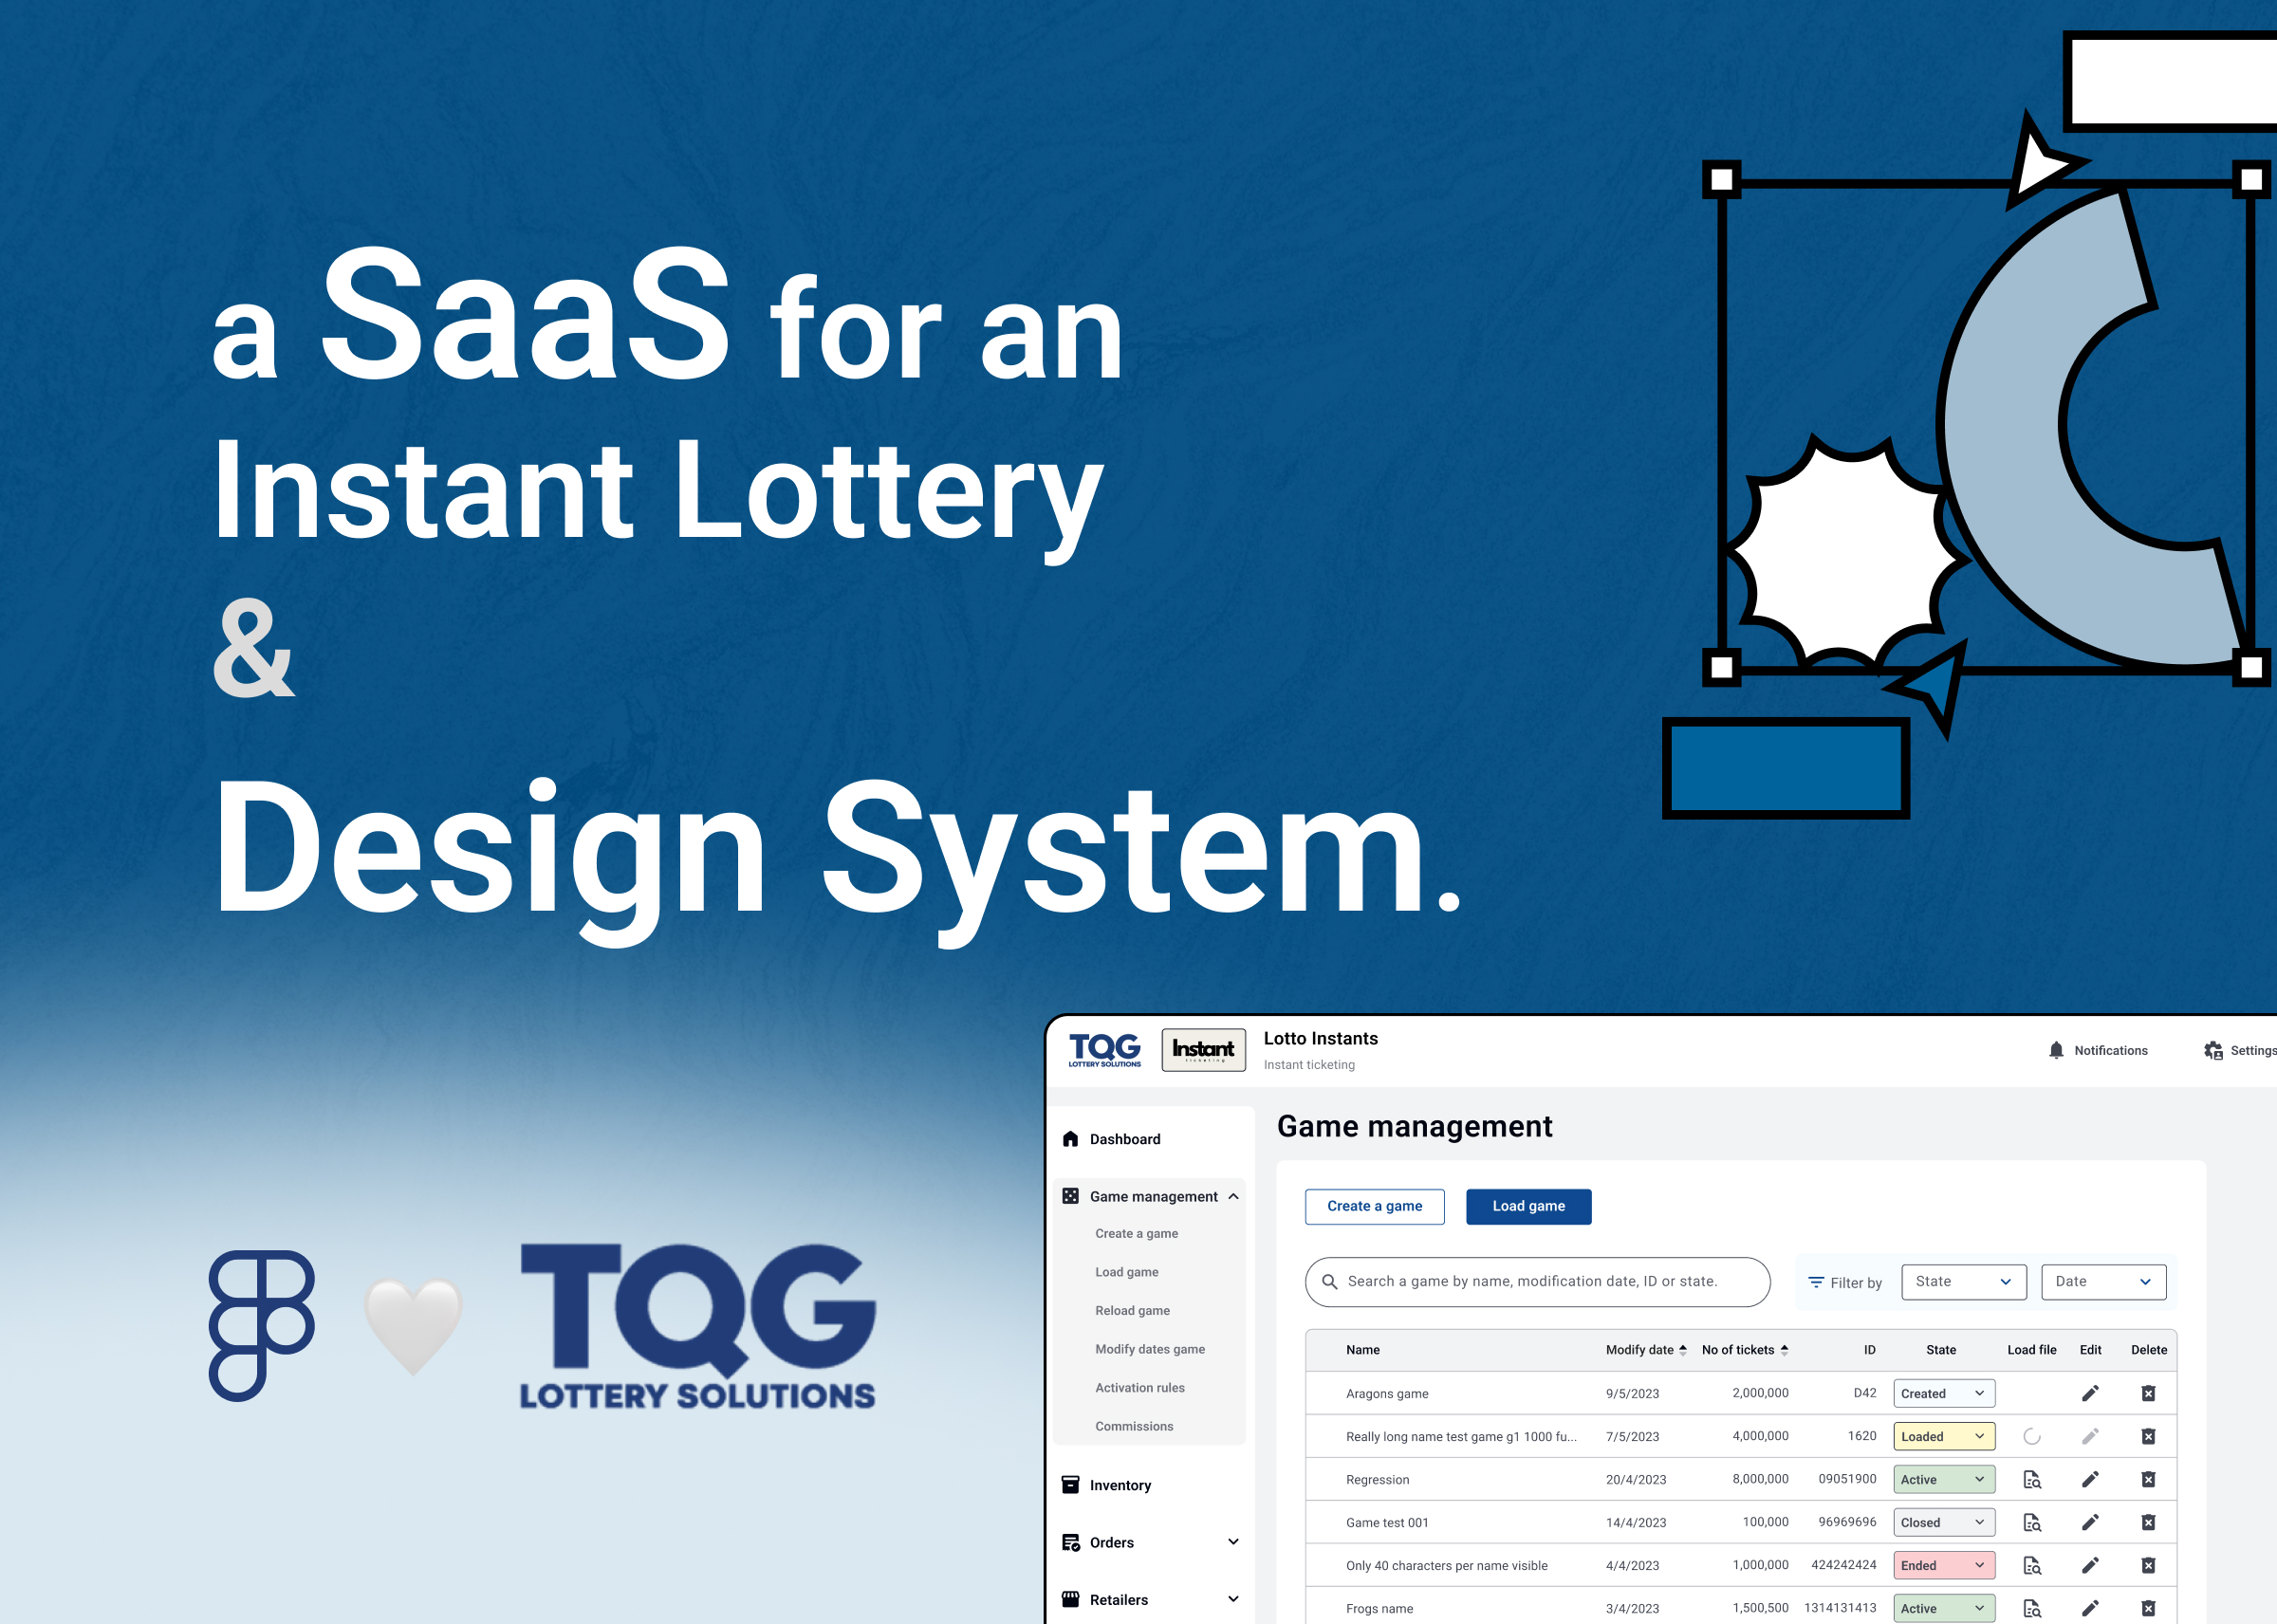 a SaaS for an
Instant Lottery
&
Design System.
TQG
LOTTERY SOLUTIONS
TQG
LOTTERY SOLUTIONS
Instant
ticketing
Lotto Instants
Instant ticketing
Notifications
Settings
Dashboard
Game management
Create a game
Load game
Reload game
Modify dates game
Activation rules
Commissions
Inventory
Orders
Retailers
Game management
Create a game Load game
Search a game by name, modification date, ID or state.
Filter by State Date
Name Modify date No of tickets ID State Load file Edit Delete
Aragons game 9/5/2023 2,000,000 D42 Created
Really long name test game g1 1000 fu... 7/5/2023 4,000,000 1620 Loaded
Regression 20/4/2023 8,000,000 09051900 Active
Game test 001 14/4/2023 100,000 96969696 Closed
Only 40 characters per name visible 4/4/2023 1,000,000 424242424 Ended
Frogs name 3/4/2023 1,500,500 1314131413 Active